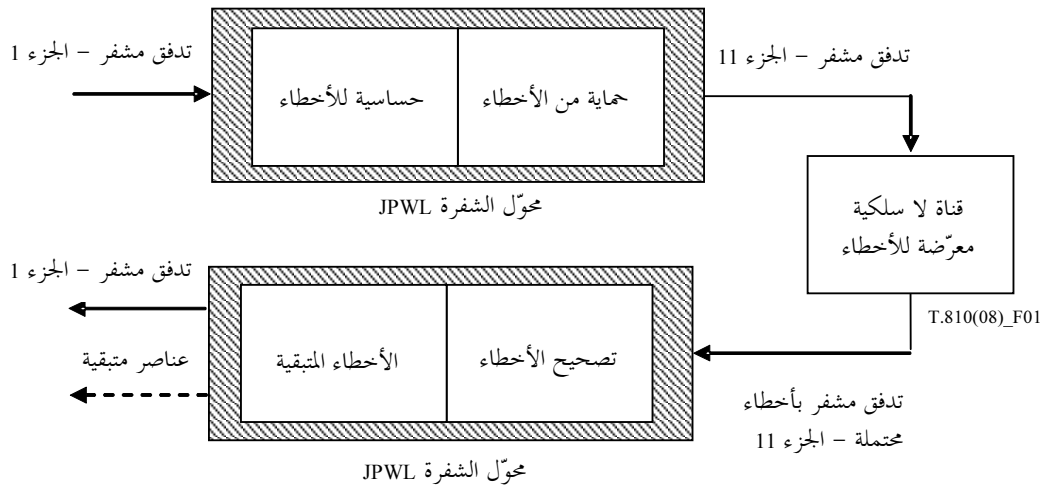 تدفق مشفر – الجزء 1
حساسية للأخطاء
حماية من الأخطاء
تدفق مشفر – الجزء 11
محوّل الشفرة JPWL
قناة لا سلكية
معرّضة للأخطاء
T.810(08)_F01
تدفق مشفر – الجزء 1
عناصر متبقية
الأخطاء المتبقية
تصحيح الأخطاء
تدفق مشفر بأخطاء
محتملة – الجزء 11
محوّل الشفرة JPWL